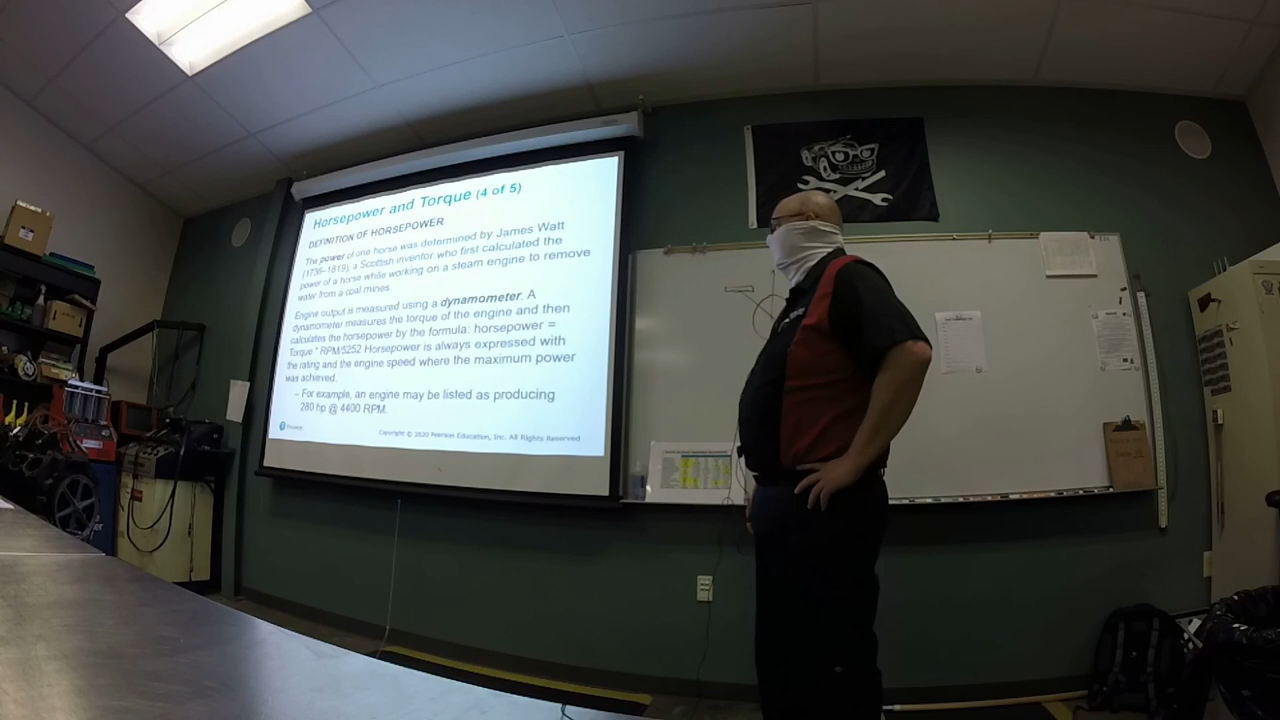 Horsepower and Torque (4 of 5)
DEFINITION OF HORSEPOWER
The power of one horse was determined by James Watt
(1736–1819), a Scottish inventor who first calculated the
power of a horse while working on a steam engine to remove
water from a coal mines.
Engine output is measured using a dynamometer. A
dynamometer measures the torque of the engine and then
calculates the horsepower by the formula: horsepower =
Torque * RPM/5252 Horsepower is always expressed with
the rating and the engine speed where the maximum power
was achieved.
– For example, an engine may be listed as producing
280 hp @ 4400 RPM.
Pearson
Copyright © 2020 Pearson Education, Inc. All Rights Reserved